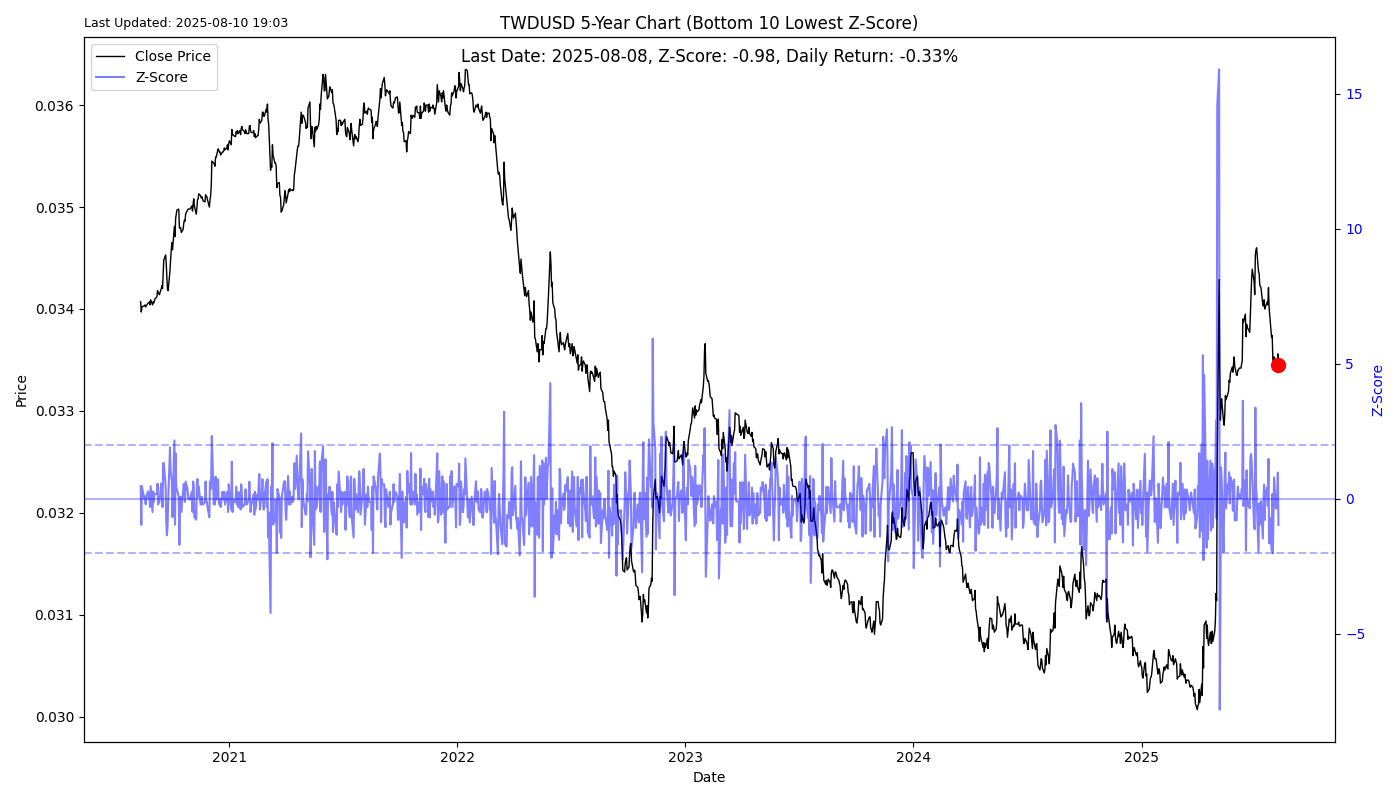 Last Updated: 2025-08-10 19:03
TWDUSD 5-Year Chart (Bottom 10 Lowest Z-Score)
Last Date: 2025-08-08, Z-Score: -0.98, Daily Return: -0.33%
Close Price
Z-Score
0.036
0.035
0.034
0.033
0.032
0.031
0.030
Price
15
10
5
0
−5
Z-Score
2021
2022
2023
2024
2025
Date